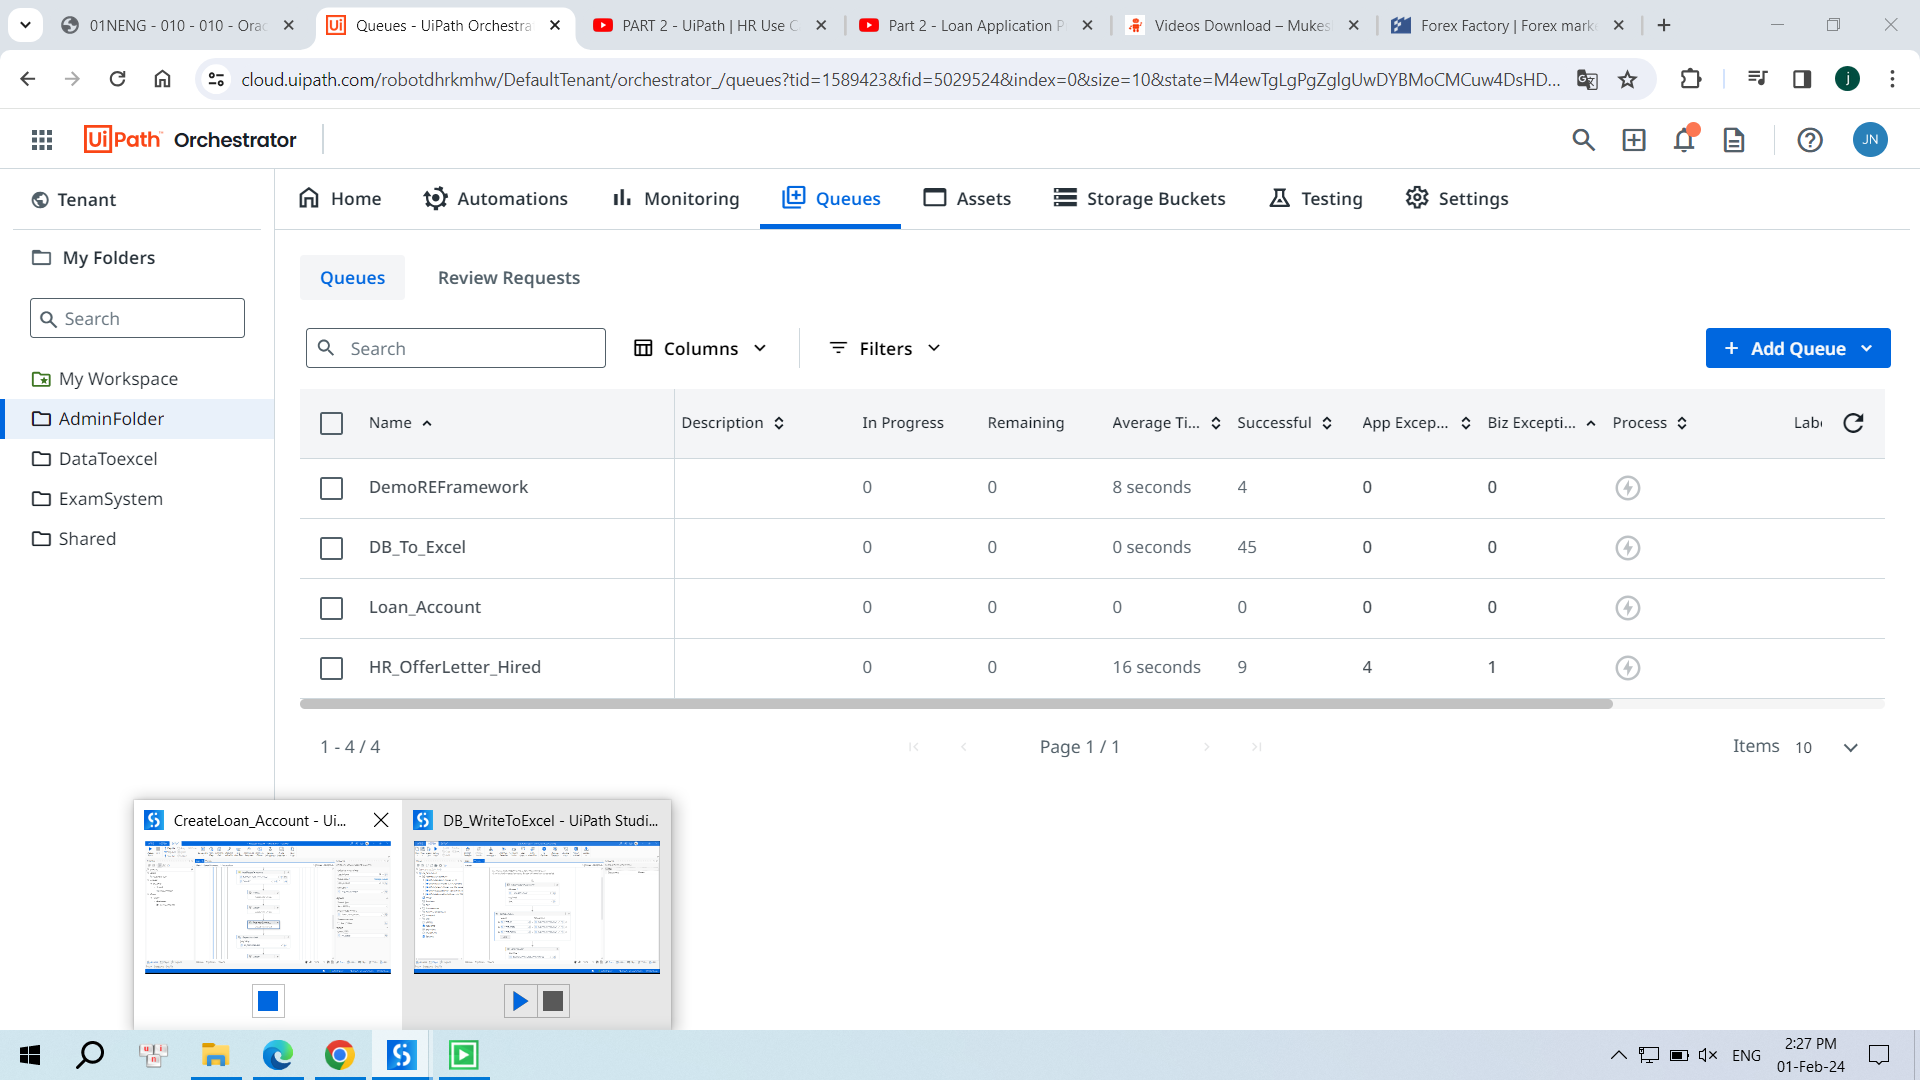 01NENG - 010 - 010 - Orac
Queues - UiPath Orchestra
PART 2 - UiPath | HR Use C
Part 2 - Loan Application P
Videos Download – Mukes
Forex Factory | Forex mark
cloud.uipath.com/robotdhrkmhw/DefaultTenant/orchestrator_/queues?tid=1589423&fid=5029524&index=0&size=10&state=M4ewTgLgPgZglgUwDYBMoCMCuw4DsHD...
j
UiPath Orchestrator
JN
Tenant
Home
Automations
Monitoring
Queues
Assets
Storage Buckets
Testing
Settings
My Folders
Queues
Review Requests
Search
Search
Columns
Filters
+ Add Queue
My Workspace
AdminFolder
DataToexcel
ExamSystem
Shared
Name Description In Progress Remaining Average Ti... Successful App Excep... Biz Excepti... Process Labe
DemoREFramework 0 0 8 seconds 4 0 0
DB_To_Excel 0 0 0 seconds 45 0 0
Loan_Account 0 0 0 0 0 0
HR_OfferLetter_Hired 0 0 16 seconds 9 4 1
1 - 4 / 4
Page 1 / 1
Items 10
CreateLoan_Account - Ui...
DB_WriteToExcel - UiPath Studi...
ENG
2:27 PM
01-Feb-24